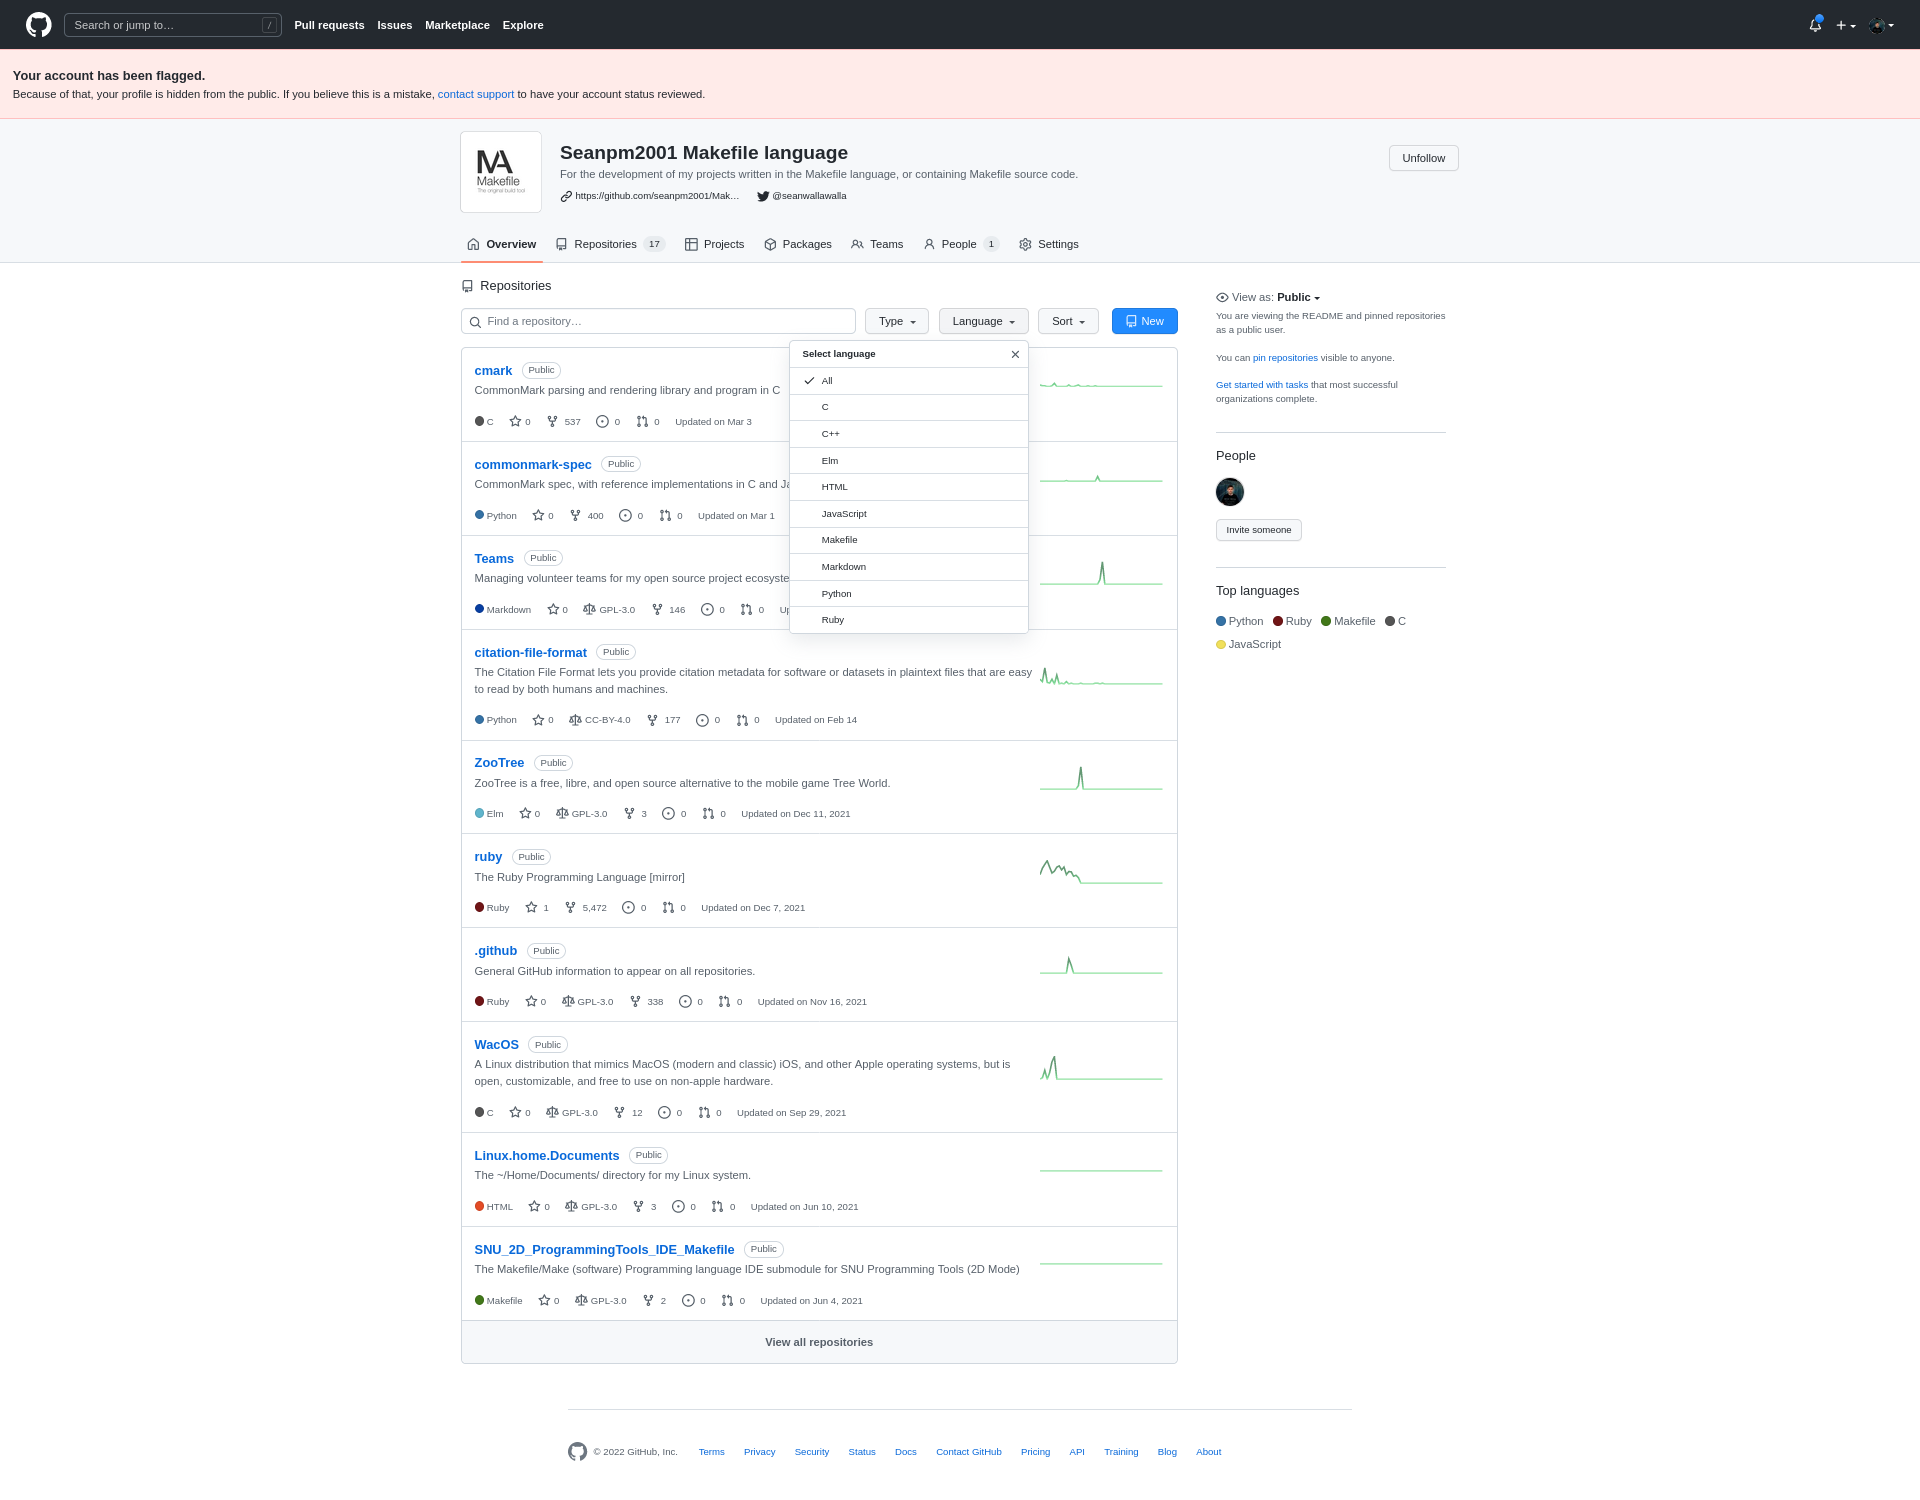 Search or jump to… /
Pull requests Issues Marketplace Explore
Your account has been flagged.
Because of that, your profile is hidden from the public. If you believe this is a mistake, contact support to have your account status reviewed.
MA
Makefile
The original build tool
Seanpm2001 Makefile language
For the development of my projects written in the Makefile language, or containing Makefile source code.
https://github.com/seanpm2001/Mak… @seanwallawalla
Unfollow
Overview Repositories 17 Projects Packages Teams People 1 Settings
Repositories
Find a repository… Type Language Sort New
Select language
All
C
C++
Elm
HTML
JavaScript
Makefile
Markdown
Python
Ruby
cmark Public
CommonMark parsing and rendering library and program in C
C 0 537 0 0 Updated on Mar 3
commonmark-spec Public
CommonMark spec, with reference implementations in C and Ja
Python 0 400 0 0 Updated on Mar 1
Teams Public
Managing volunteer teams for my open source project ecosyste
Markdown 0 GPL-3.0 146 0 0 Up
citation-file-format Public
The Citation File Format lets you provide citation metadata for software or datasets in plaintext files that are easy
to read by both humans and machines.
Python 0 CC-BY-4.0 177 0 0 Updated on Feb 14
ZooTree Public
ZooTree is a free, libre, and open source alternative to the mobile game Tree World.
Elm 0 GPL-3.0 3 0 0 Updated on Dec 11, 2021
ruby Public
The Ruby Programming Language [mirror]
Ruby 1 5,472 0 0 Updated on Dec 7, 2021
.github Public
General GitHub information to appear on all repositories.
Ruby 0 GPL-3.0 338 0 0 Updated on Nov 16, 2021
WacOS Public
A Linux distribution that mimics MacOS (modern and classic) iOS, and other Apple operating systems, but is
open, customizable, and free to use on non-apple hardware.
C 0 GPL-3.0 12 0 0 Updated on Sep 29, 2021
Linux.home.Documents Public
The ~/Home/Documents/ directory for my Linux system.
HTML 0 GPL-3.0 3 0 0 Updated on Jun 10, 2021
SNU_2D_ProgrammingTools_IDE_Makefile Public
The Makefile/Make (software) Programming language IDE submodule for SNU Programming Tools (2D Mode)
Makefile 0 GPL-3.0 2 0 0 Updated on Jun 4, 2021
View all repositories
View as: Public
You are viewing the README and pinned repositories
as a public user.
You can pin repositories visible to anyone.
Get started with tasks that most successful
organizations complete.
People
Invite someone
Top languages
Python Ruby Makefile C
JavaScript
© 2022 GitHub, Inc. Terms Privacy Security Status Docs Contact GitHub Pricing API Training Blog About